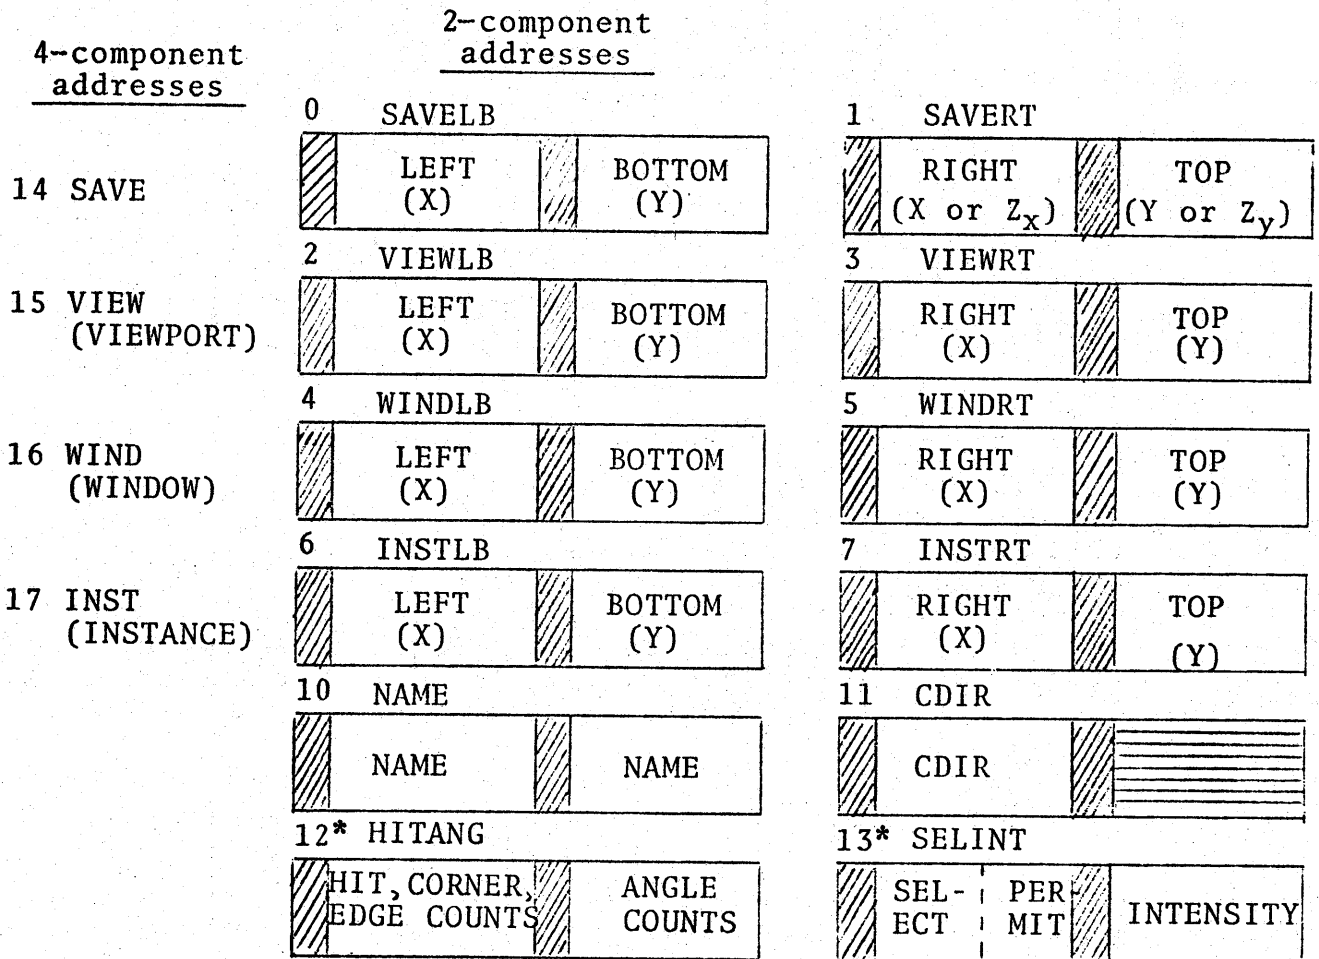 2-component
addresses
4-component
addresses
0 SAVELB
1 SAVERT
14 SAVE
LEFT
(X)
BOTTOM
(Y)
RIGHT
(X or Zx)
TOP
(Y or Zy)
2 VIEWLB
3 VIEWRT
15 VIEW
(VIEWPORT)
LEFT
(X)
BOTTOM
(Y)
RIGHT
(X)
TOP
(Y)
4 WINDLB
5 WINDRT
16 WIND
(WINDOW)
LEFT
(X)
BOTTOM
(Y)
RIGHT
(X)
TOP
(Y)
6 INSTLB
7 INSTRT
17 INST
(INSTANCE)
LEFT
(X)
BOTTOM
(Y)
RIGHT
(X)
TOP
(Y)
10 NAME
11 CDIR
NAME
NAME
CDIR
12* HITANG
13* SELINT
HIT, CORNER,
EDGE COUNTS
ANGLE
COUNTS
SEL-
ECT
PER-
MIT
INTENSITY